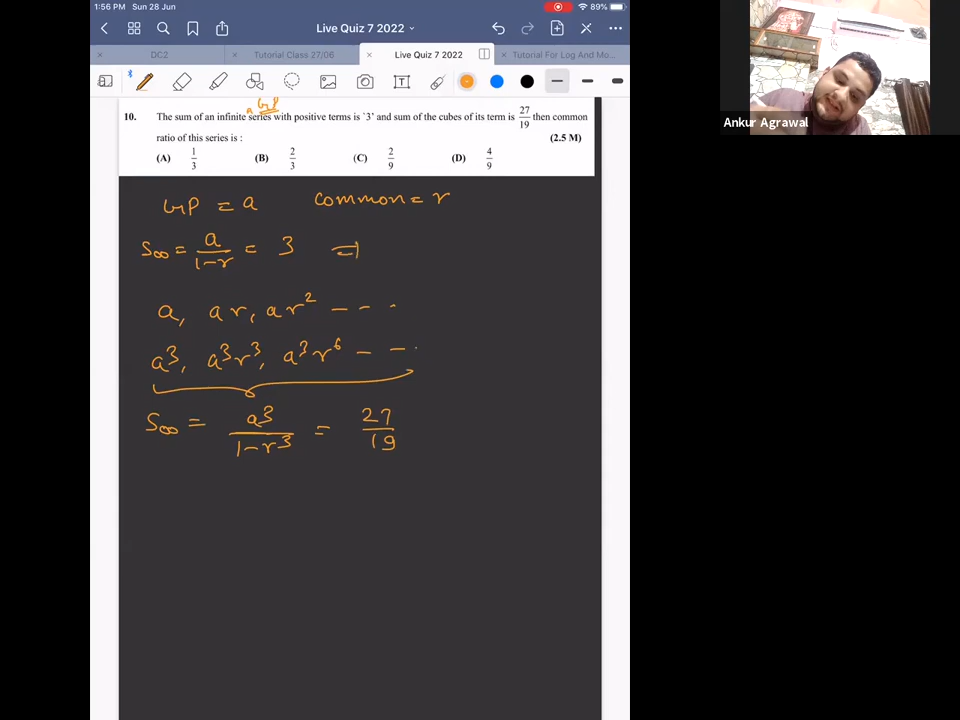 1:56 PM Sun 28 Jun 89%
Live Quiz 7 2022
DC2 Tutorial Class 27/06 Live Quiz 7 2022 Tutorial For Log And Mo...
a GP
10. The sum of an infinite series with positive terms is `3' and sum of the cubes of its term is 27/19 then common
ratio of this series is : (2.5 M)
(A) 1/3 (B) 2/3 (C) 2/9 (D) 4/9
GP = a common = r
S∞ = a/(1-r) = 3 ⇒
a, ar, ar² - - .
a³, a³r³, a³r⁶ - - .
S∞ = a³/(1-r³) = 27/19
Ankur Agrawal